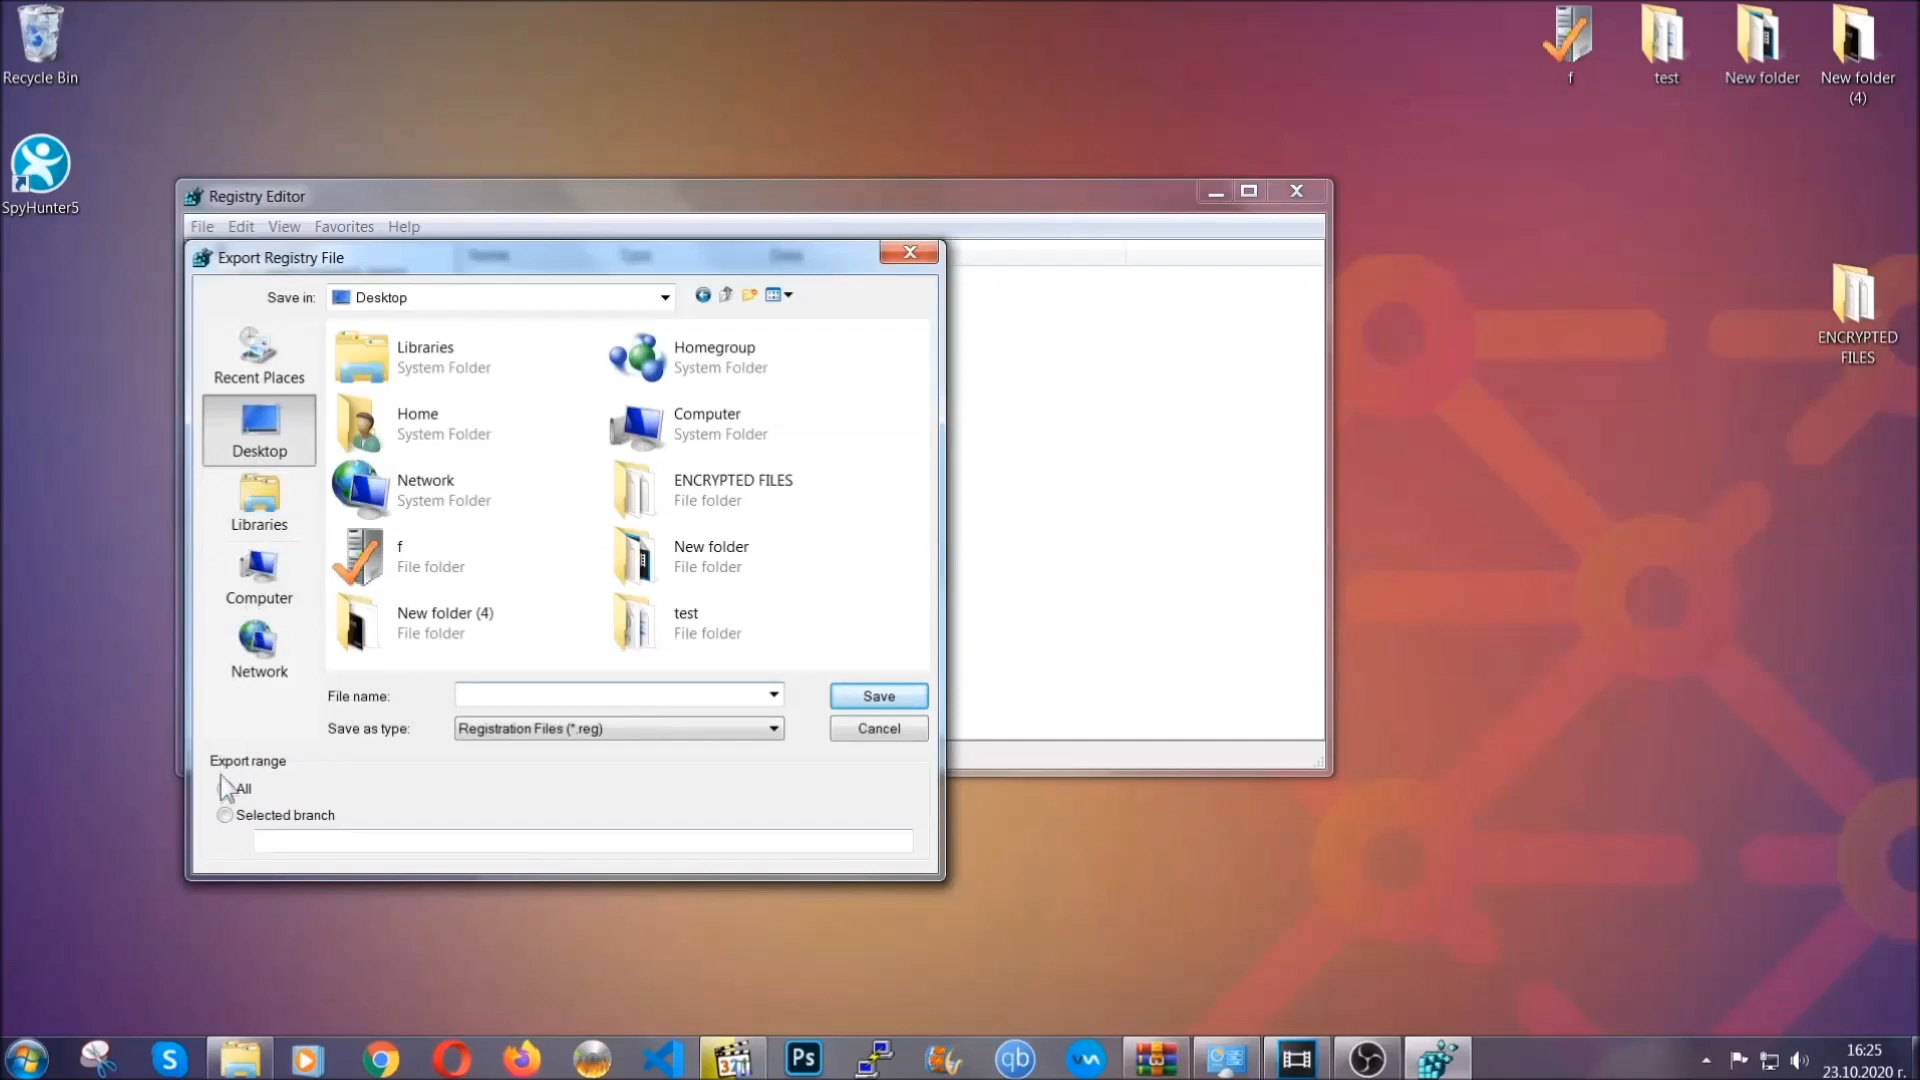 Recycle Bin
SpyHunter5
f
test
New folder
New folder
(4)
ENCRYPTED
FILES
Registry Editor
File Edit View Favorites Help
Export Registry File
Save in:
Desktop
Recent Places
Desktop
Libraries
Computer
Network
Libraries
System Folder
Homegroup
System Folder
Home
System Folder
Computer
System Folder
Network
System Folder
ENCRYPTED FILES
File folder
f
File folder
New folder
File folder
New folder (4)
File folder
test
File folder
File name:
Save
Save as type:
Registration Files (*.reg)
Cancel
Export range
All
Selected branch
S
321
Ps
qb
16:25
23.10.2020 г.